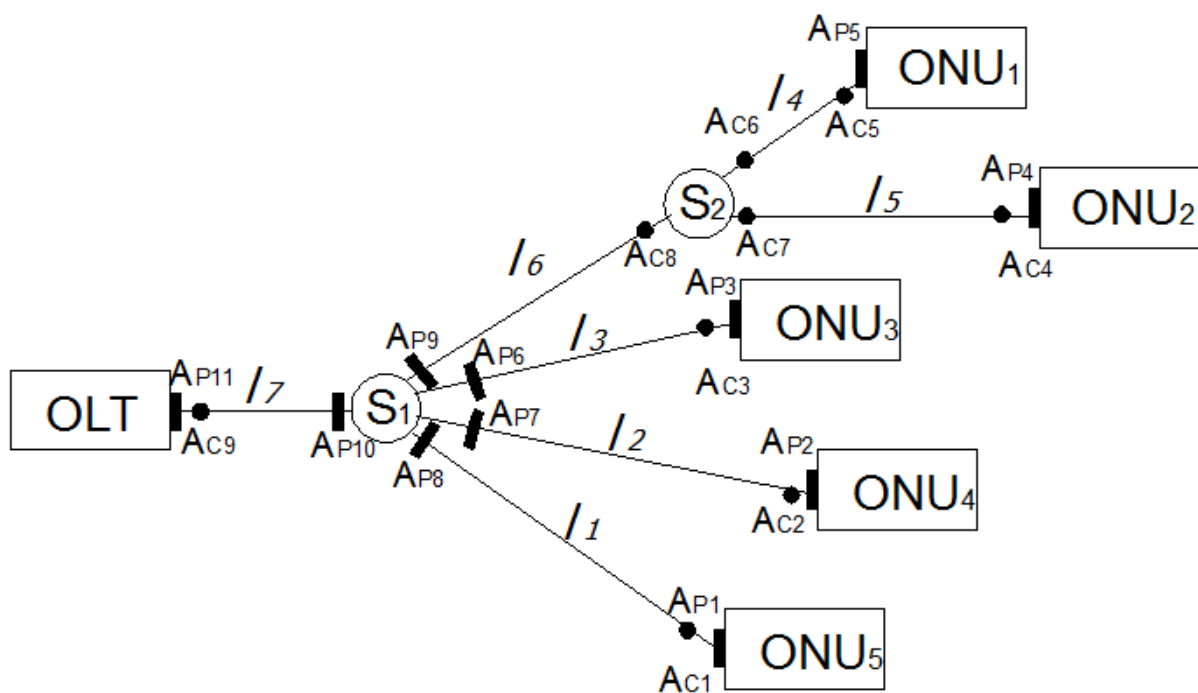 AP5
ONU1
l4
AC6
AC5
AP4
S2
l5
ONU2
AC8
AC7
AC4
l6
AP3
ONU3
AP9
AP6
l3
AC3
AP11
l7
S1
OLT
AP7
AC9
AP10
AP8
l2
AP2
ONU4
AC2
l1
AP1
ONU5
AC1